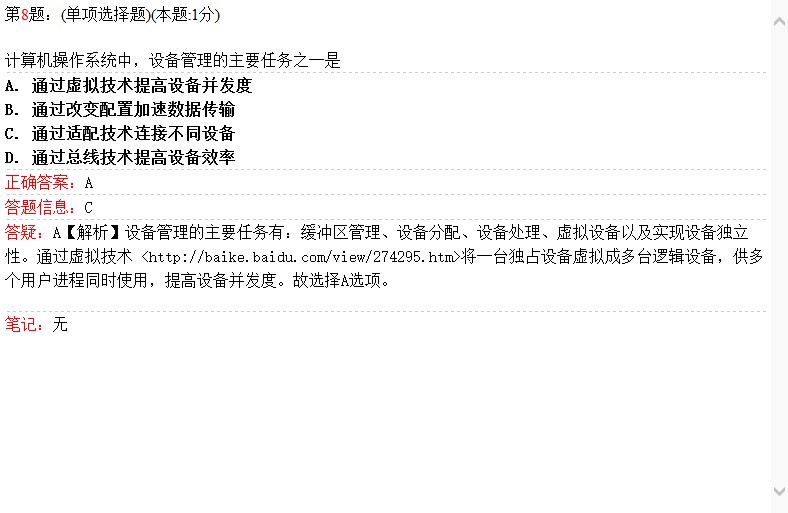 第8题：(单项选择题)(本题:1分)
计算机操作系统中，设备管理的主要任务之一是
A. 通过虚拟技术提高设备并发度
B. 通过改变配置加速数据传输
C. 通过适配技术连接不同设备
D. 通过总线技术提高设备效率
正确答案：A
答题信息：C
答疑：A【解析】设备管理的主要任务有：缓冲区管理、设备分配、设备处理、虚拟设备以及实现设备独立
性。通过虚拟技术 <http://baike.baidu.com/view/274295.htm>将一台独占设备虚拟成多台逻辑设备，供多
个用户进程同时使用，提高设备并发度。故选择A选项。
笔记：无